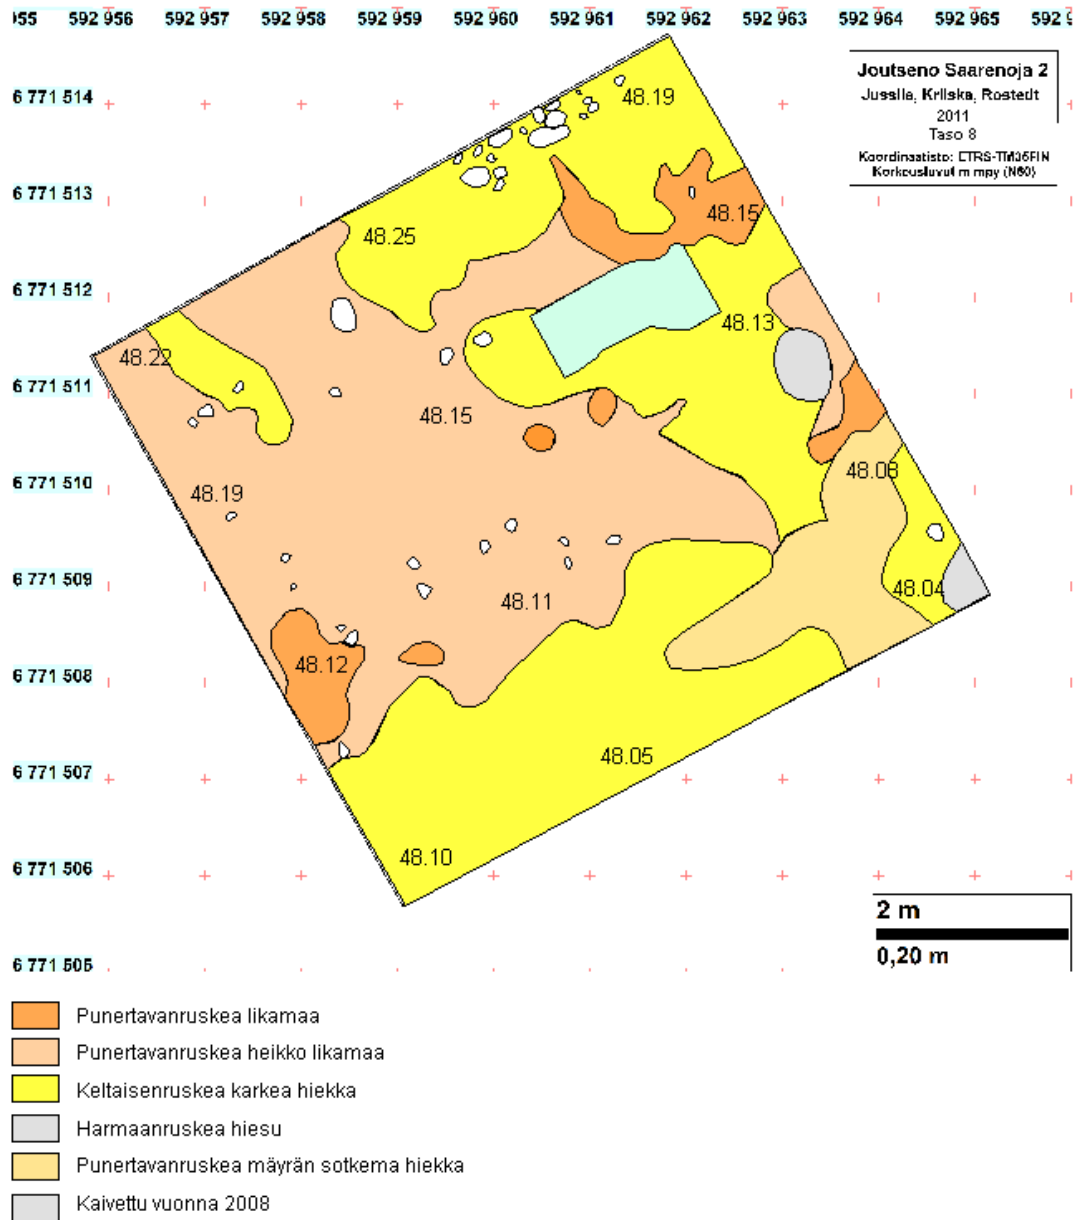 955 592 956 592 957 592 958 592 959 592 960 592 961 592 962 592 963 592 964 592 965 592 9
Joutseno Saarenoja 2
Jussila, Kriiska, Rostedt
2011
Taso 8
Koordinaatisto: ETRS-TM35FIN
Korkeusluvut m mpy (N60)
6 771 514
48.19
6 771 513
48.15
48.25
6 771 512
48.13
48.22
6 771 511
48.15
48.08
6 771 510
48.19
6 771 509
48.04
48.11
48.12
6 771 508
48.05
6 771 507
48.10
6 771 506
2 m
0,20 m
6 771 505
Punertavanruskea likamaa
Punertavanruskea heikko likamaa
Keltaisenruskea karkea hiekka
Harmaanruskea hiesu
Punertavanruskea mäyrän sotkema hiekka
Kaivettu vuonna 2008